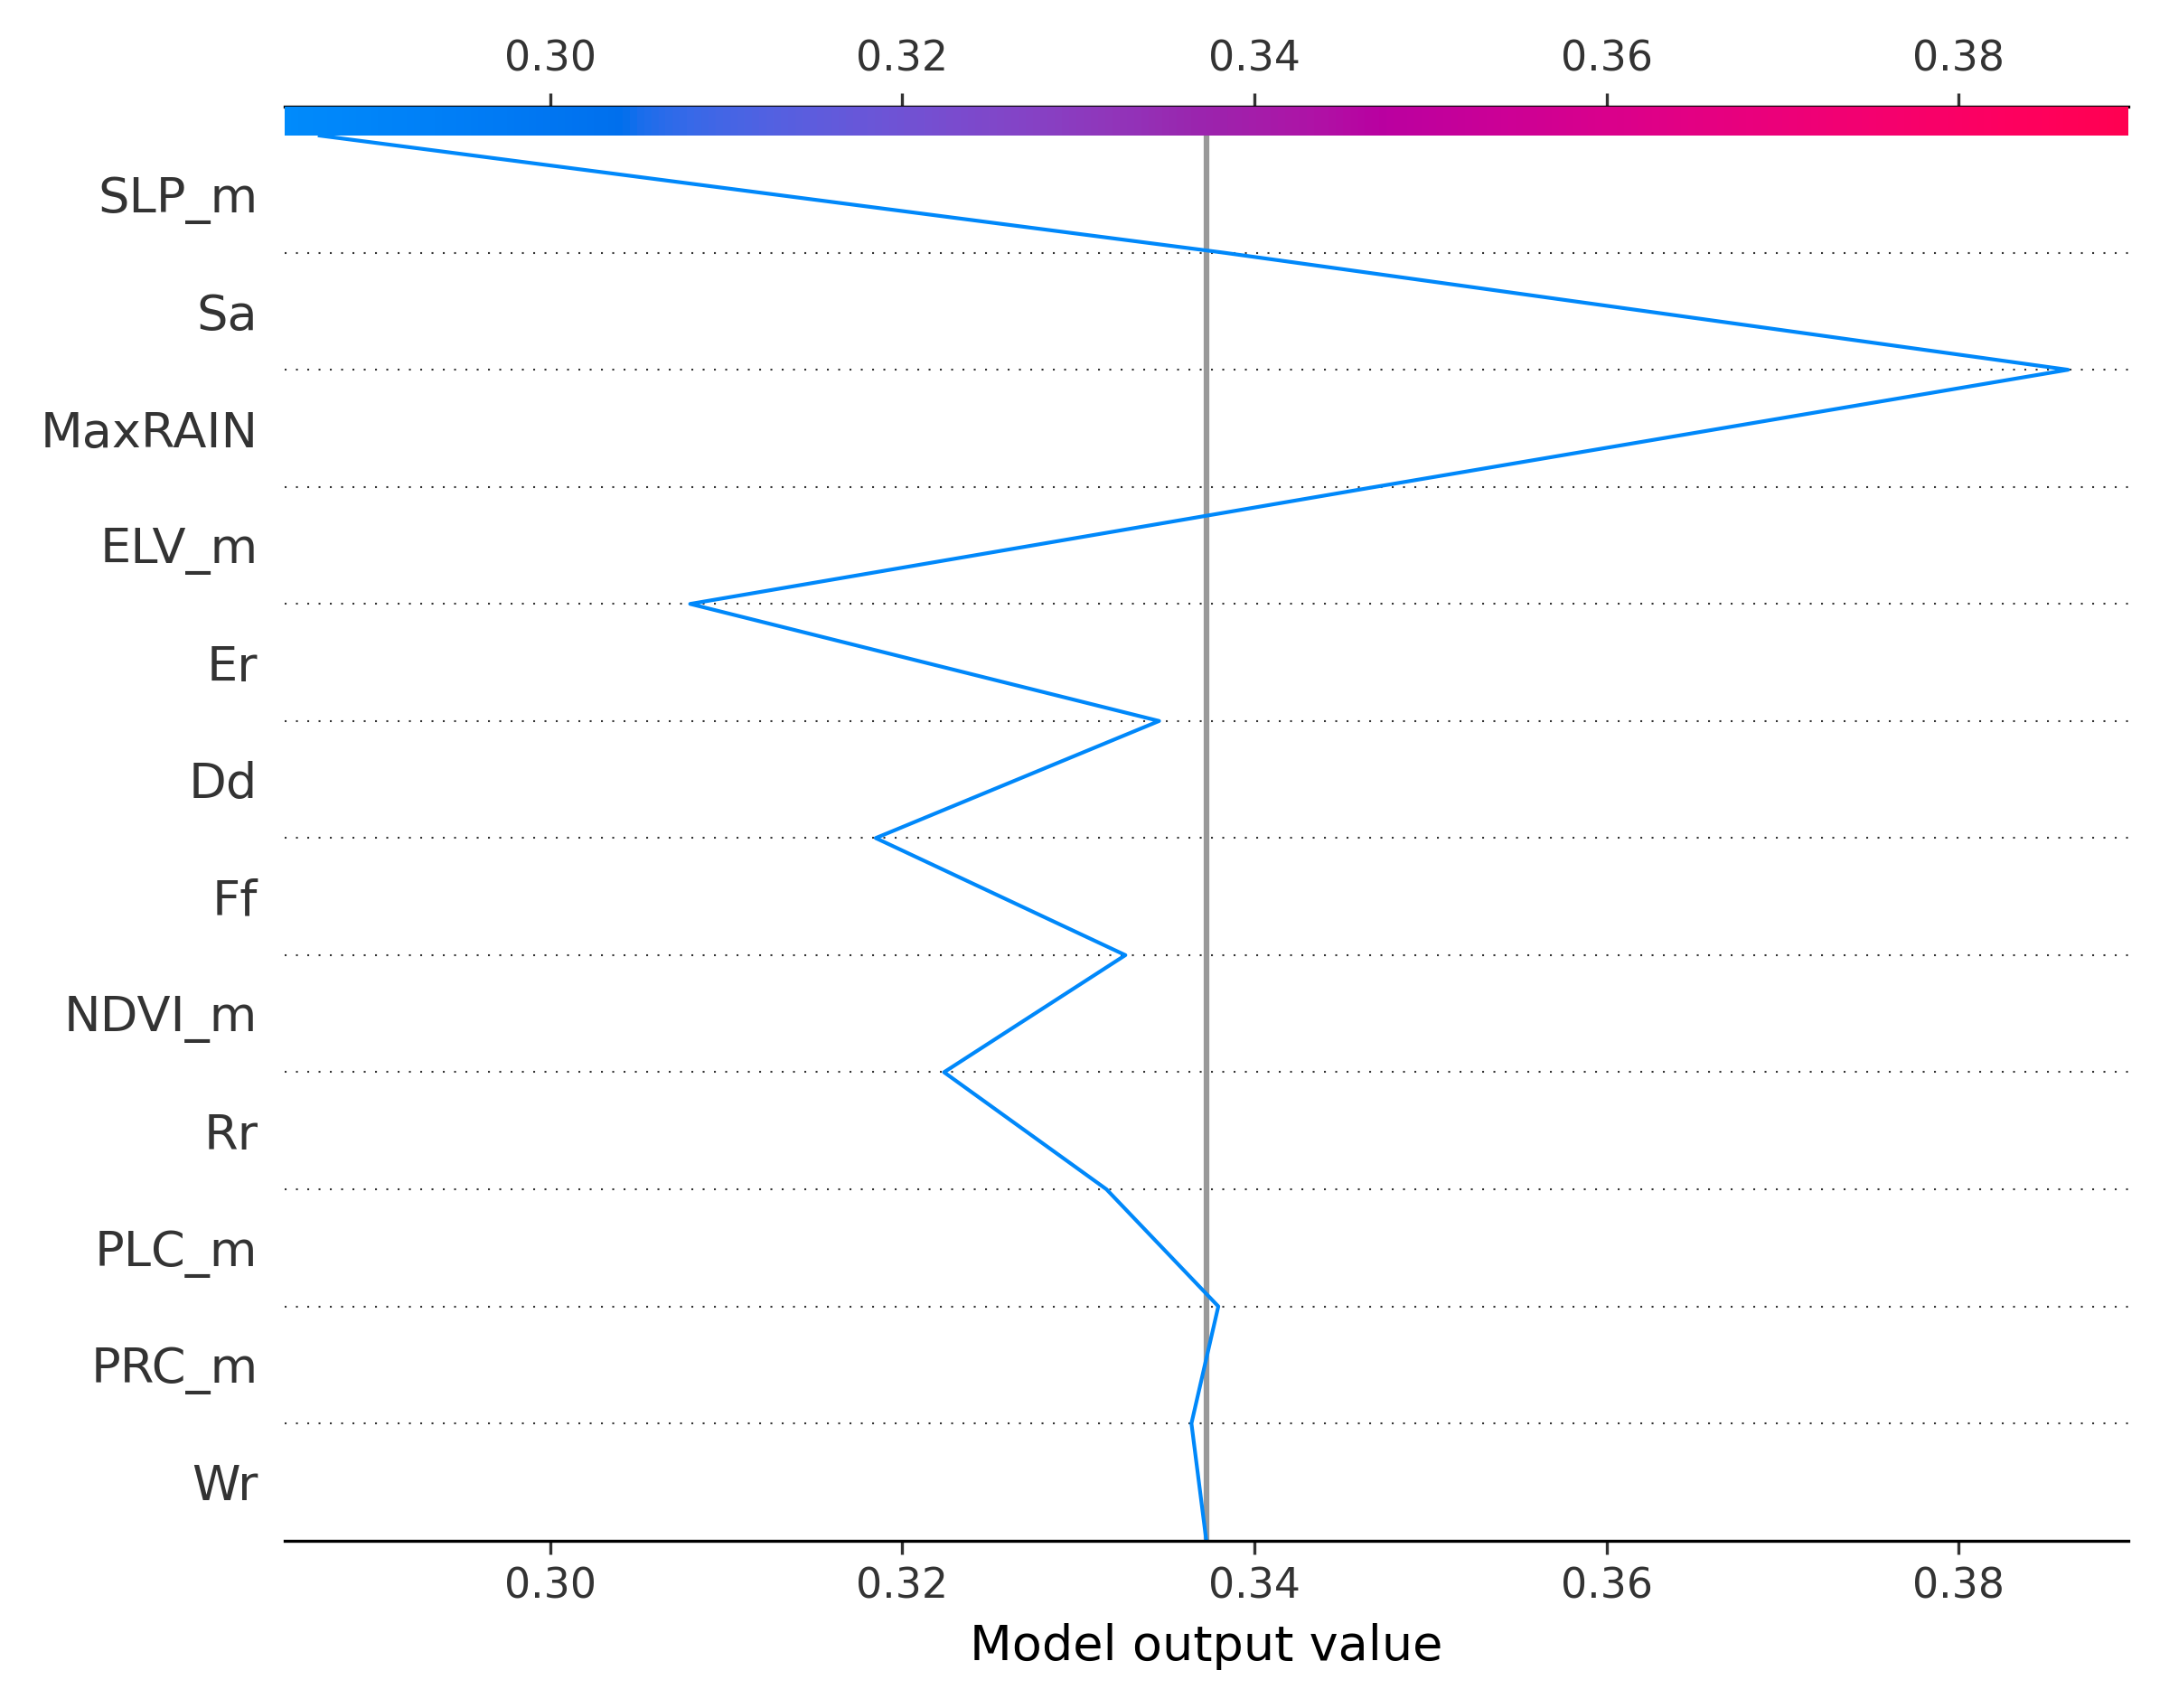 0.30 0.32 0.34 0.36 0.38
SLP_m
Sa
MaxRAIN
ELV_m
Er
Dd
Ff
NDVI_m
Rr
PLC_m
PRC_m
Wr
0.30 0.32 0.34 0.36 0.38
Model output value